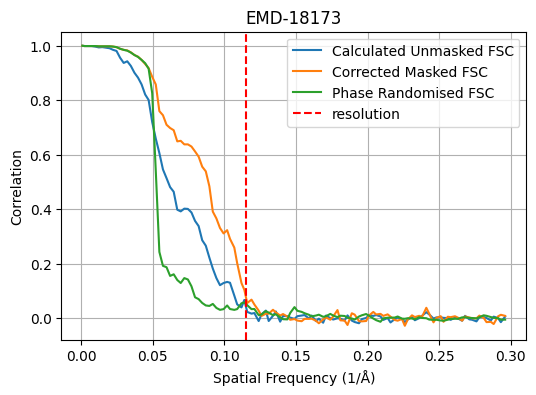 EMD-18173
Calculated Unmasked FSC
Corrected Masked FSC
Phase Randomised FSC
resolution
Correlation
1.0
0.8
0.6
0.4
0.2
0.0
0.00 0.05 0.10 0.15 0.20 0.25 0.30
Spatial Frequency (1/Å)